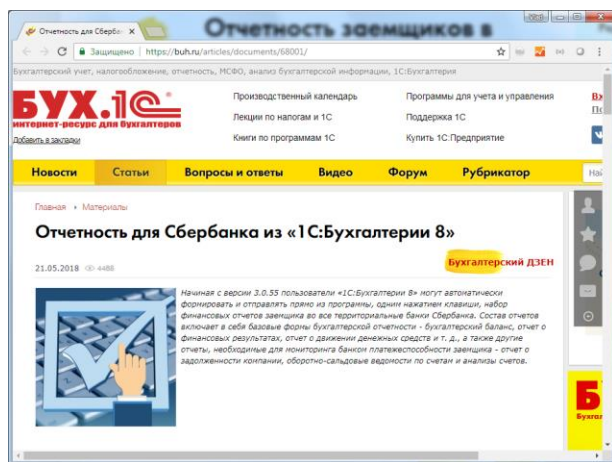 Отчетность заемщиков в
Отчетность для Сбербан
Защищено | https://buh.ru/articles/documents/68001/
Бухгалтерский учет, налогообложение, отчетность, МСФО, анализ бухгалтерской информации, 1С:Бухгалтерия
БУХ.1С
интернет-ресурс для бухгалтеров
Добавить в закладки
Производственный календарь
Лекции по налогам и 1С
Книги по программам 1С
Программы для учета и управления
Поддержка 1С
Купить 1С:Предприятие
Новости Статьи Вопросы и ответы Видео Форум Рубрикатор
Главная Материалы
Отчетность для Сбербанка из «1С:Бухгалтерии 8»
21.05.2018 4488 Бухгалтерский ДЗЕН
Начиная с версии 3.0.55 пользователи «1С:Бухгалтерии 8» могут автоматически
формировать и отправлять прямо из программы, одним нажатием клавиши, набор
финансовых отчетов заемщика во все территориальные банки Сбербанка. Состав отчетов
включает в себя базовые формы бухгалтерской отчетности - бухгалтерский баланс, отчет о
финансовых результатах, отчет о движении денежных средств и т. д., а также другие
отчеты, необходимые для мониторинга банком платежеспособности заемщика - отчет о
задолженности компании, оборотно-сальдовые ведомости по счетам и анализы счетов.